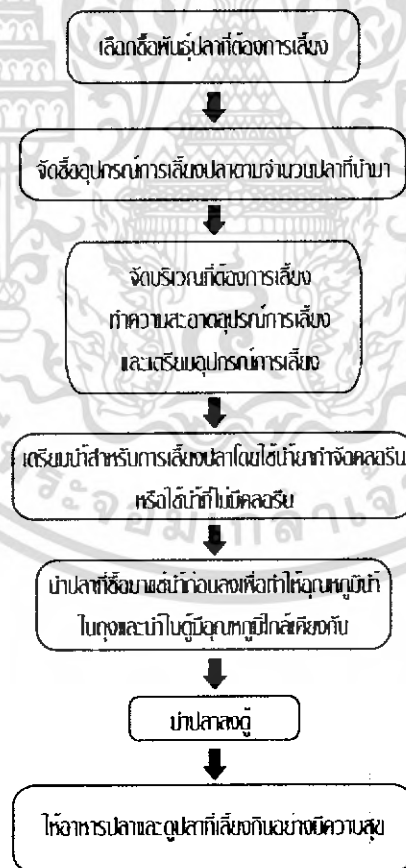 เลือกซื้อพันธุ์ปลาที่ต้องการเลี้ยง
จัดซื้ออุปกรณ์การเลี้ยงปลาตามจำนวนปลาที่นำมา
จัดบริเวณที่ต้องการเลี้ยง
ทำความสะอาดอุปรณ์การเลี้ยง
และเตรียมอุปกรณ์การเลี้ยง
เตรียมน้ำสำหรับการเลี้ยงปลาโดยใช้น้ำยากำจัดคลอรีน
หรือใช้น้ำที่ไม่มีคลอรีน
นำปลาที่ซื้อมาแช่น้ำก่อนลงเพื่อทำให้อุณหภูมิน้ำ
ในถุงและน้ำในตู้มีอุณหภูมิใกล้เคียงกัน
นำปลาลงตู้
ให้อาหารปลาและดูปลาที่เลี้ยงกินอย่างมีความสุข